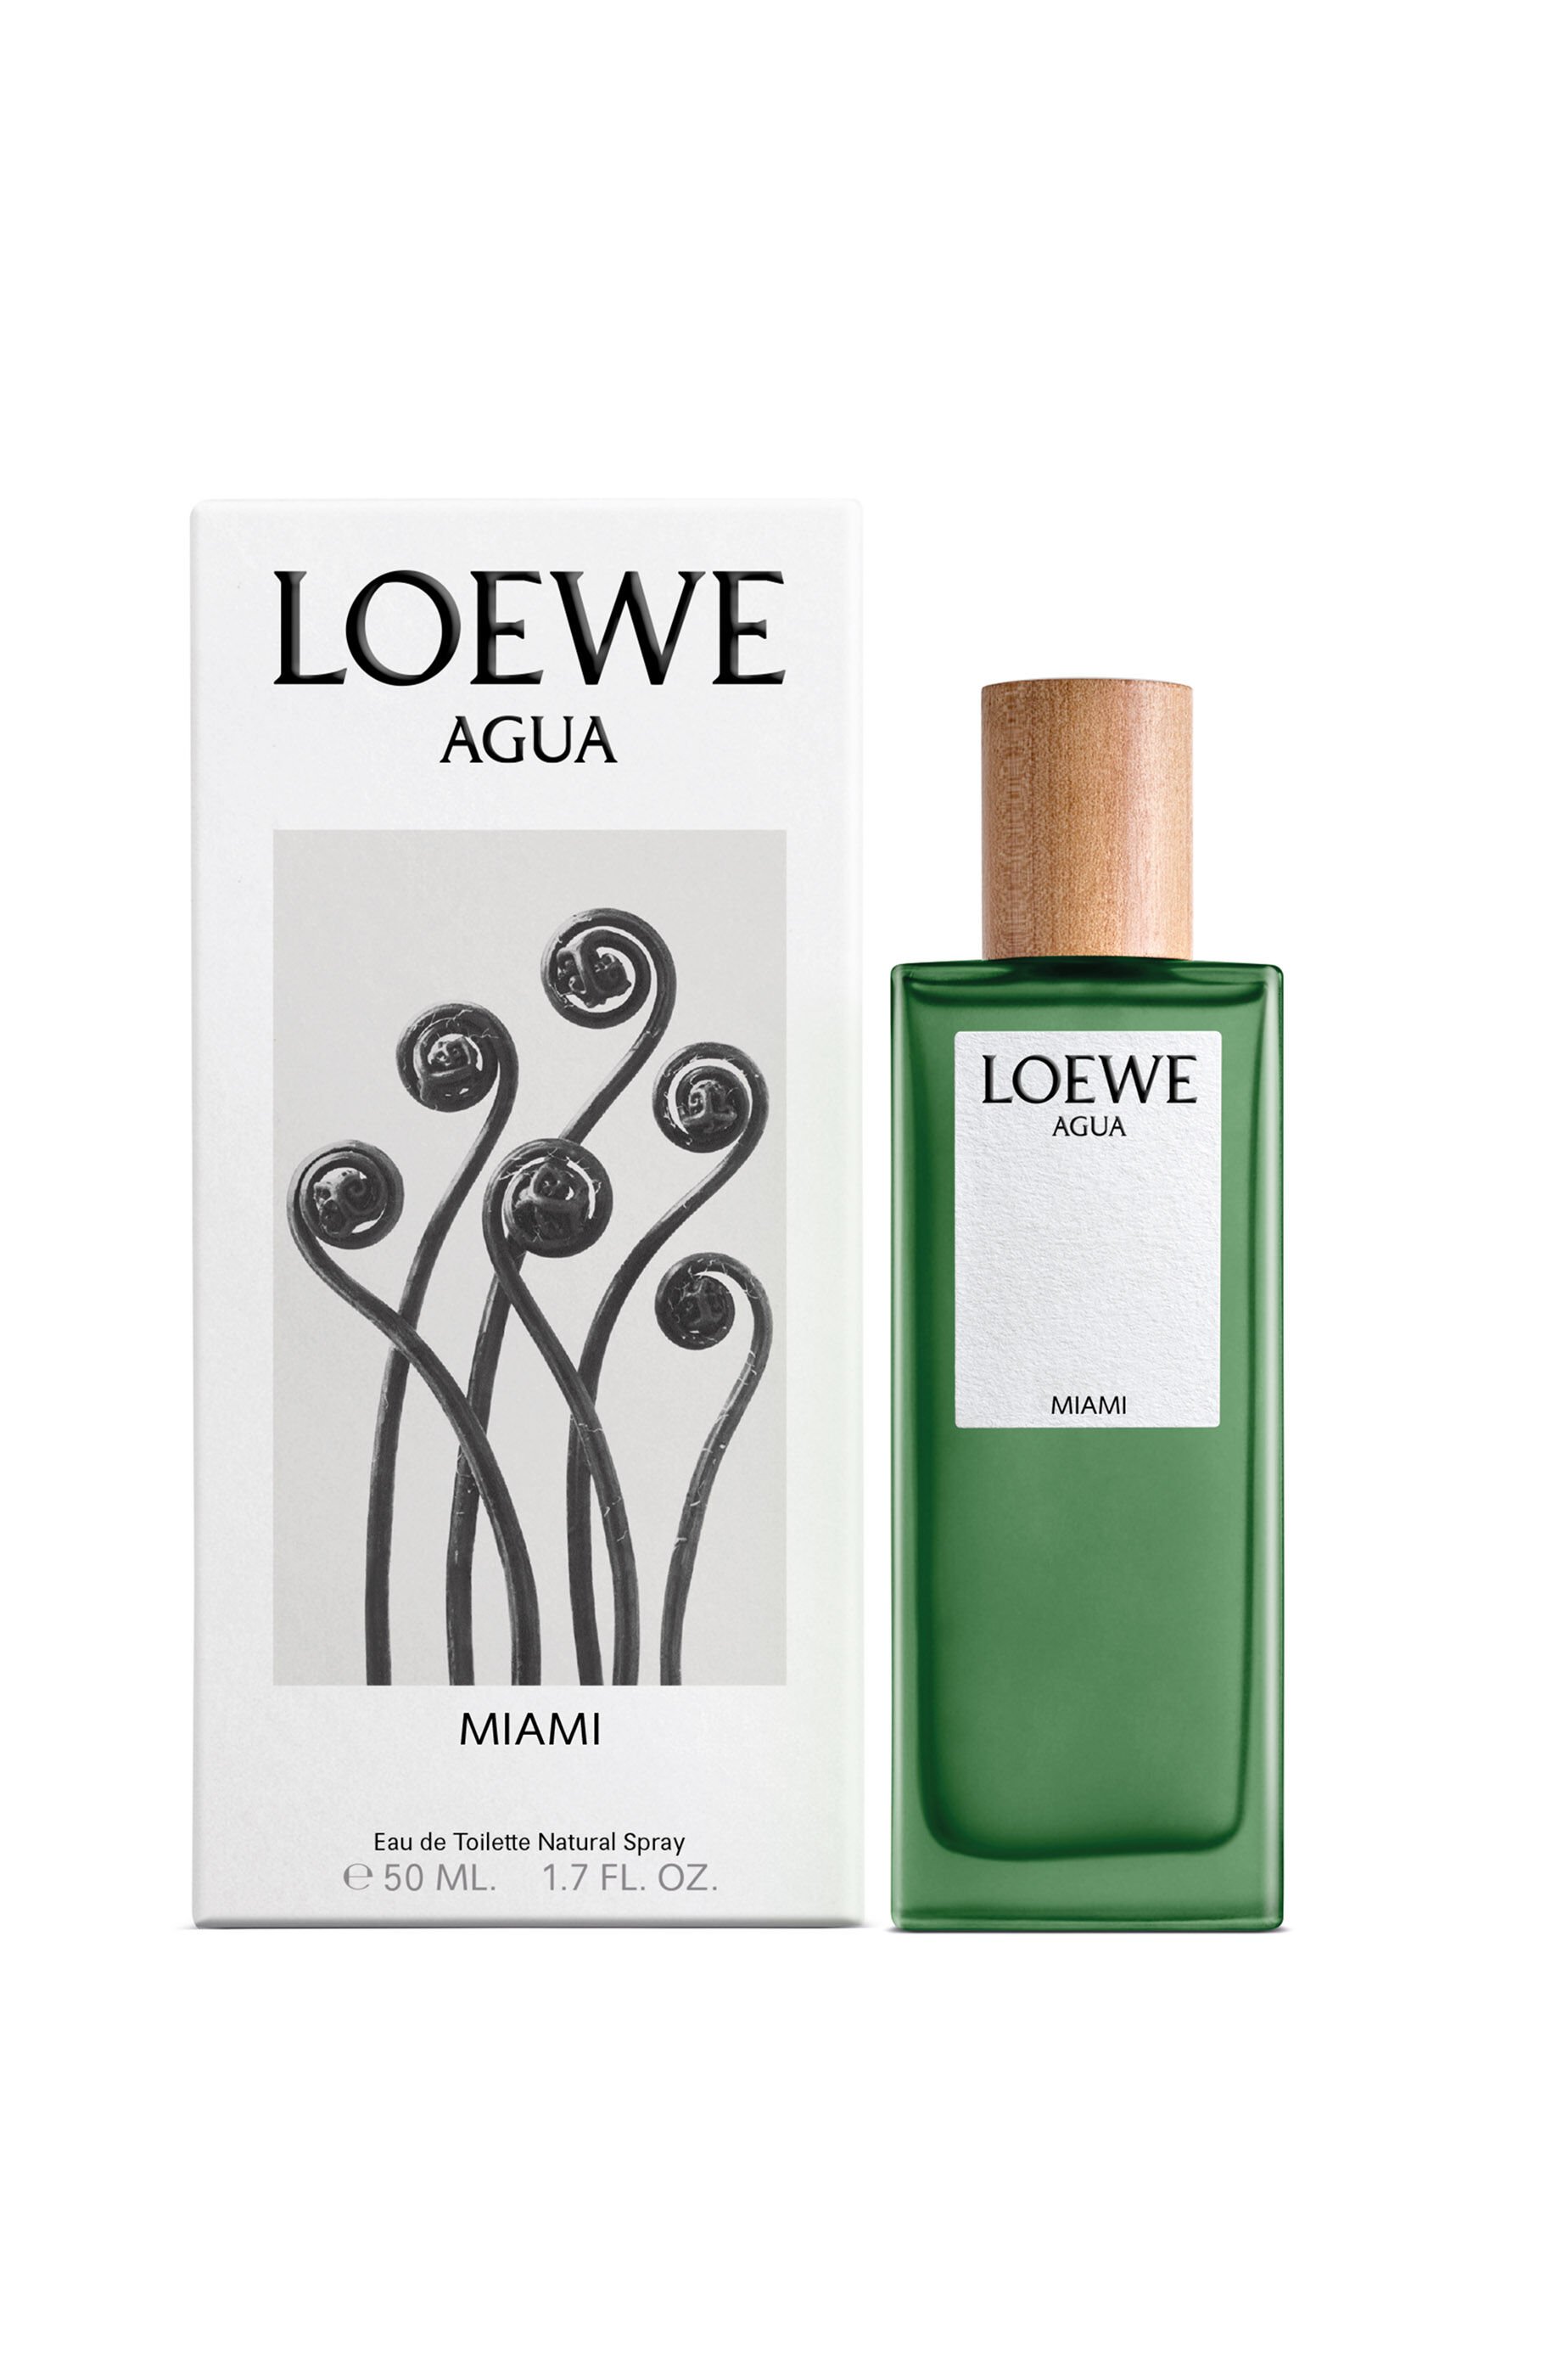 LOEWE
AGUA
MIAMI
Eau de Toilette Natural Spray
℮ 50 ML. 1.7 FL. OZ.
LOEWE
AGUA
MIAMI